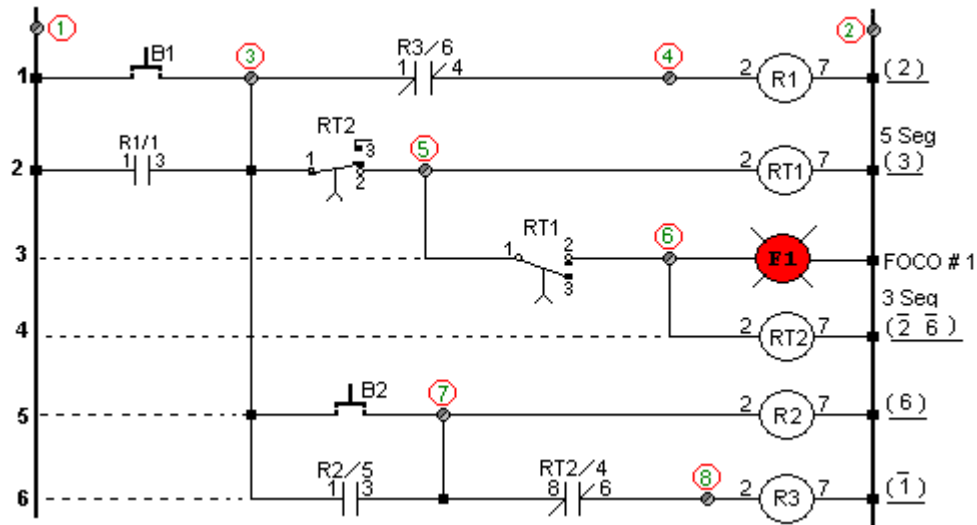 1 2
B1 3 R3/6 4
1 1 4 2 R1 7 (2)
R1/1 RT2 5 5 Seg
2 1 3 1 3 2 2 RT1 7 (3)
RT1 6
3 1 2 3 F1 FOCO # 1
3 Seq
4 2 RT2 7 (2̅ 6̅)
B2 7
5 2 R2 7 (6)
R2/5 RT2/4 8
6 1 3 8 6 2 R3 7 (1̅)